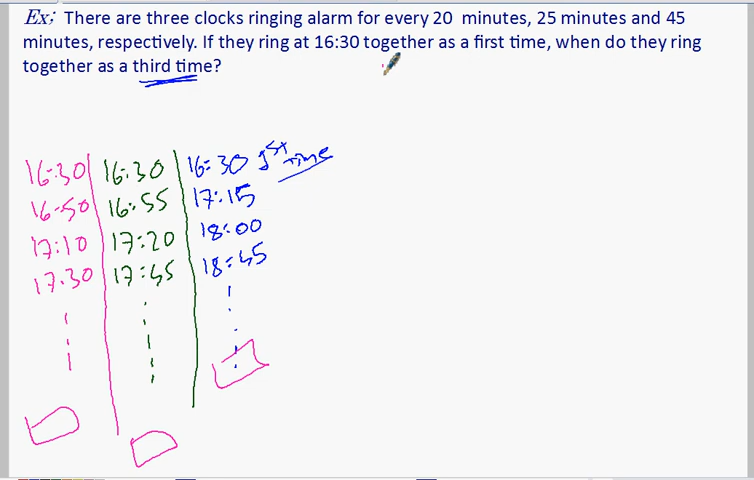 Ex; There are three clocks ringing alarm for every 20 minutes, 25 minutes and 45
minutes, respectively. If they ring at 16:30 together as a first time, when do they ring
together as a third time?
16:30 16:30 16:30 1st time
16:50 16:55 17:15
17:10 17:20 18:00
17:30 17:45 18:45